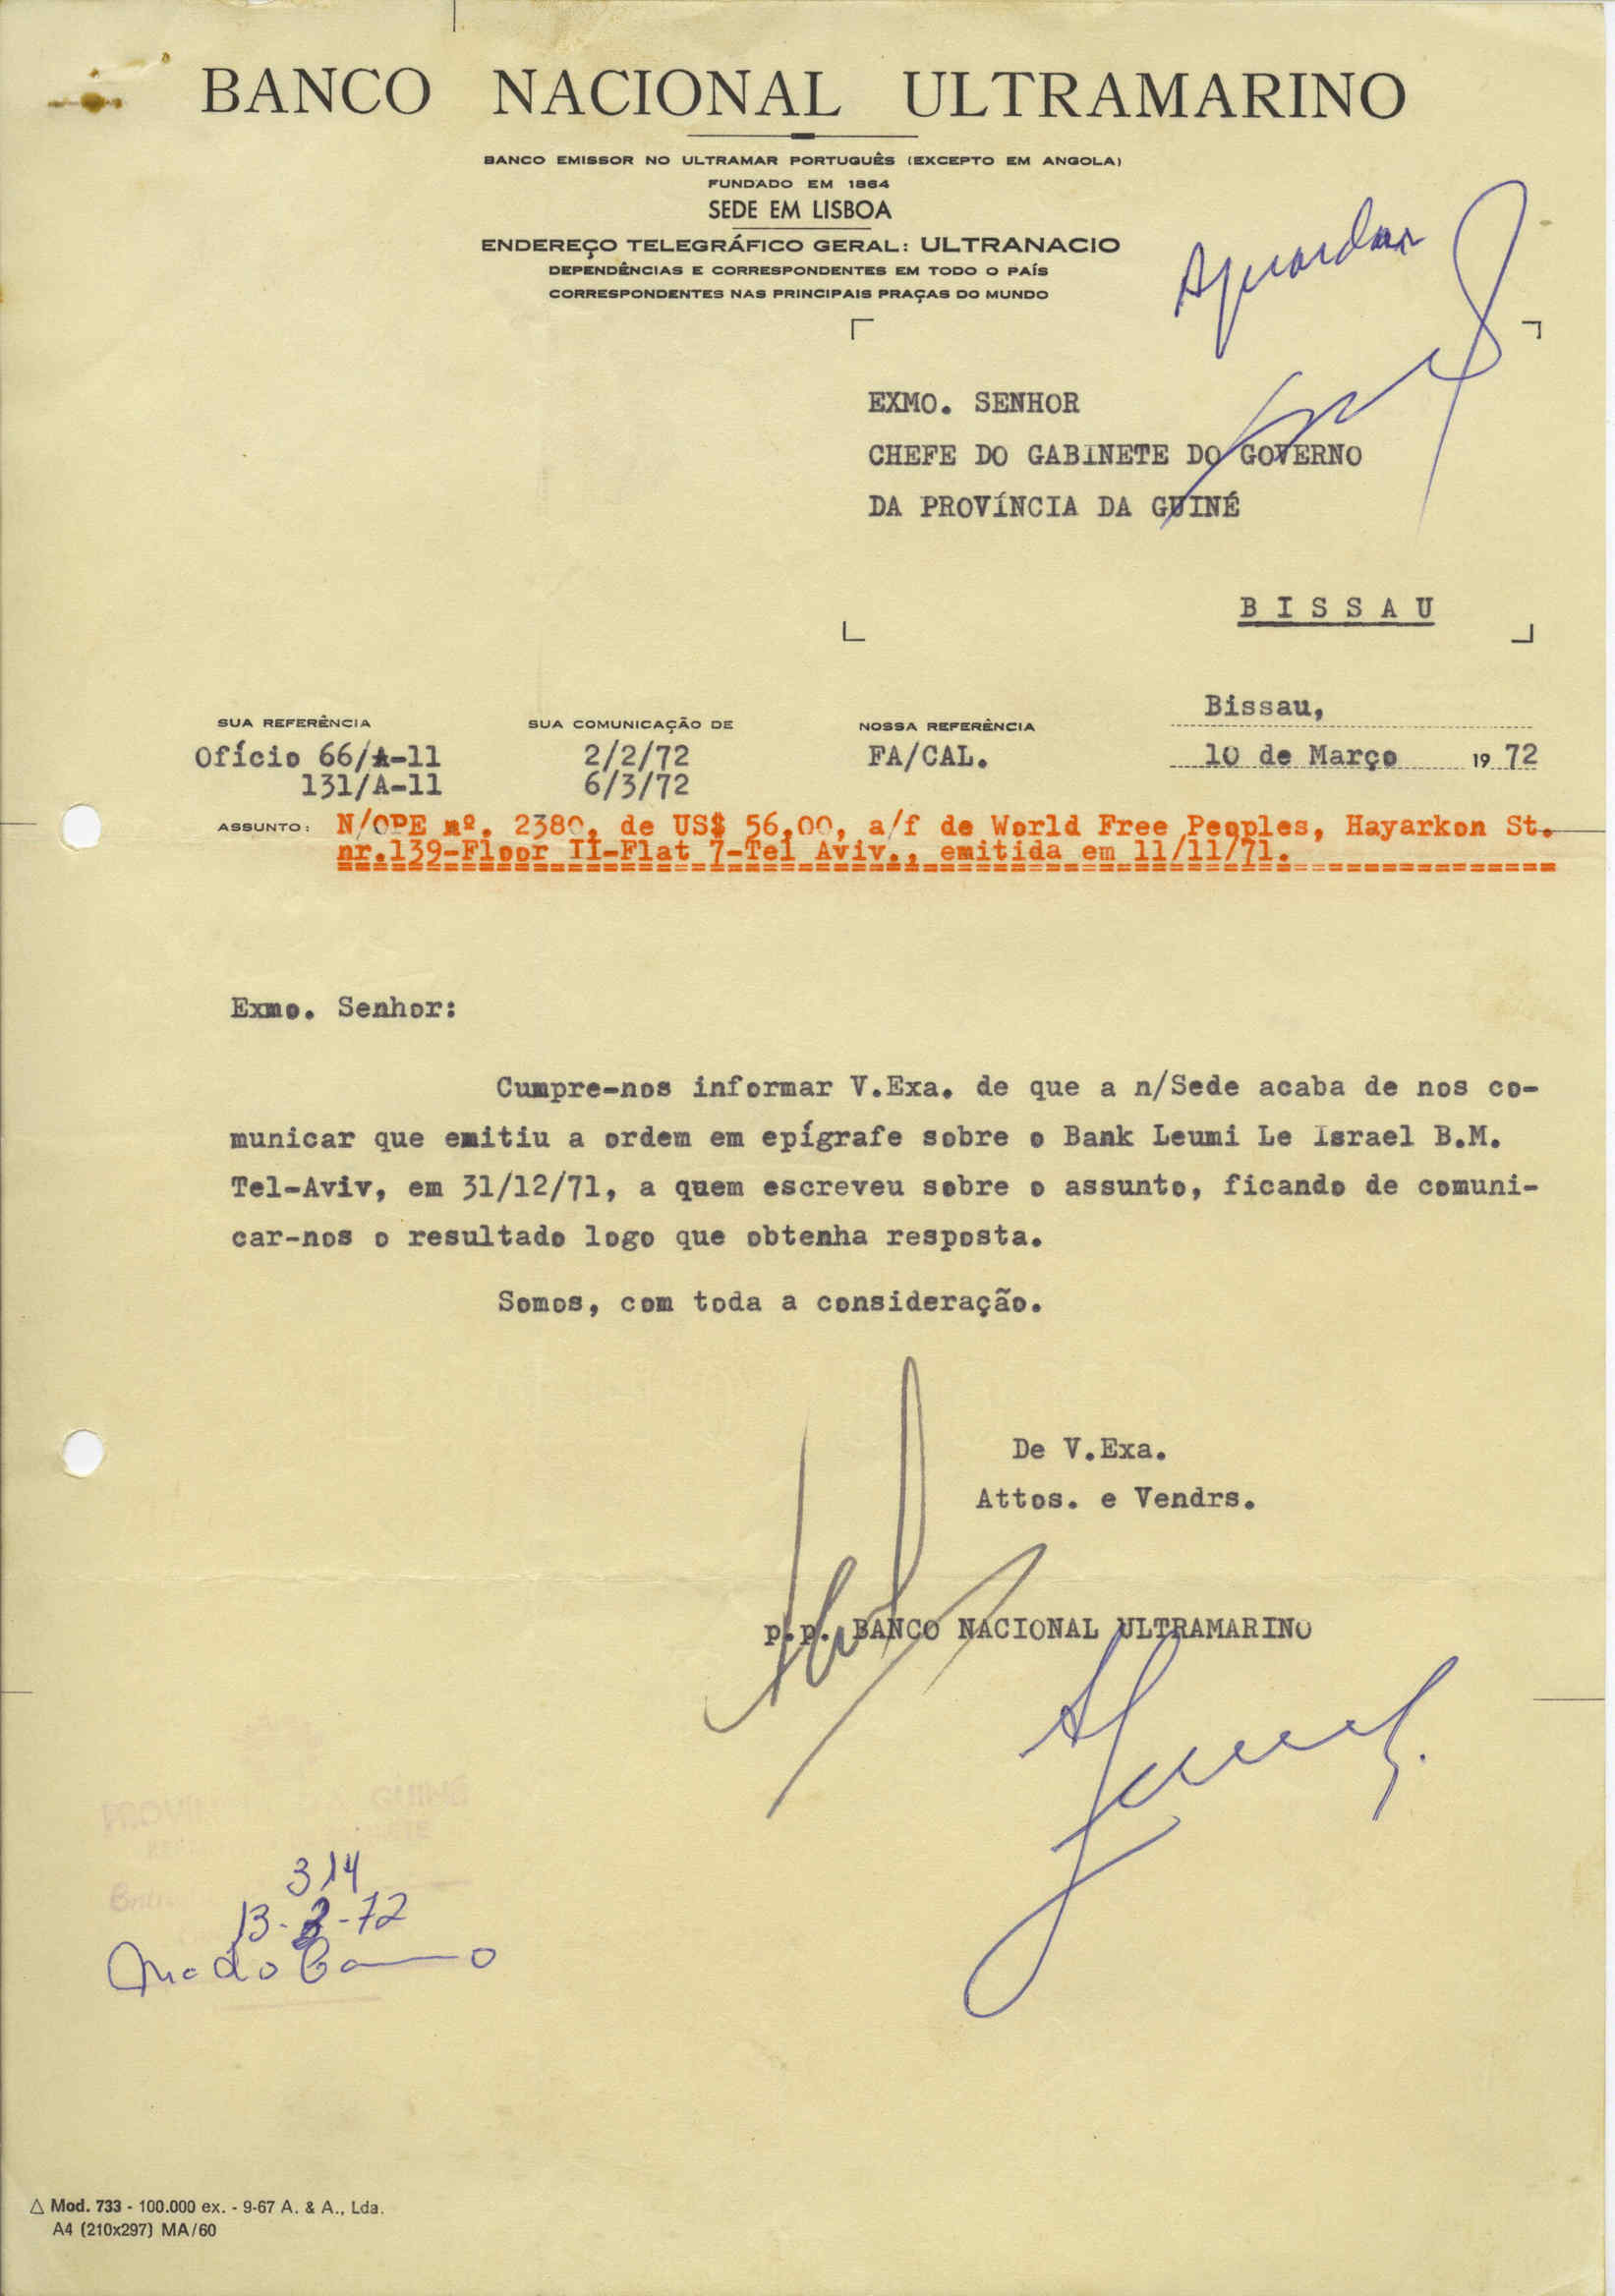 BANCO NACIONAL ULTRAMARINO
BANCO EMISSOR NO ULTRAMAR PORTUGUÊS (EXCEPTO EM ANGOLA)
FUNDADO EM 1864
SEDE EM LISBOA
ENDEREÇO TELEGRÁFICO GERAL: ULTRANACIO
DEPENDÊNCIAS E CORRESPONDENTES EM TODO O PAÍS
CORRESPONDENTES NAS PRINCIPAIS PRAÇAS DO MUNDO
Aguardar
EXMO. SENHOR
CHEFE DO GABINETE DO GOVERNO
DA PROVÍNCIA DA GUINÉ
B I S S A U
Bissau,
SUA REFERÊNCIA SUA COMUNICAÇÃO DE NOSSA REFERÊNCIA
Ofício 66/A-11 2/2/72 FA/CAL. 10 de Março 19 72
131/A-11 6/3/72
ASSUNTO: N/OPE nº. 2380, de US$ 56,00, a/f de World Free Peoples, Hayarkon St.
nr.139-Floor II-Flat 7-Tel Aviv., emitida em 11/11/71.
Exmo. Senhor:
Cumpre-nos informar V.Exa. de que a n/Sede acaba de nos co-
municar que emitiu a ordem em epígrafe sobre o Bank Leumi Le Israel B.M.
Tel-Aviv, em 31/12/71, a quem escreveu sobre o assunto, ficando de comuni-
car-nos o resultado logo que obtenha resposta.
Somos, com toda a consideração.
De V.Exa.
Attos. e Vendrs.
p.p. BANCO NACIONAL ULTRAMARINO
PROVÍNCIA DA GUINÉ
314
13-3-72
△ Mod. 733 - 100.000 ex. - 9-67 A. & A., Lda.
A4 (210x297) MA/60